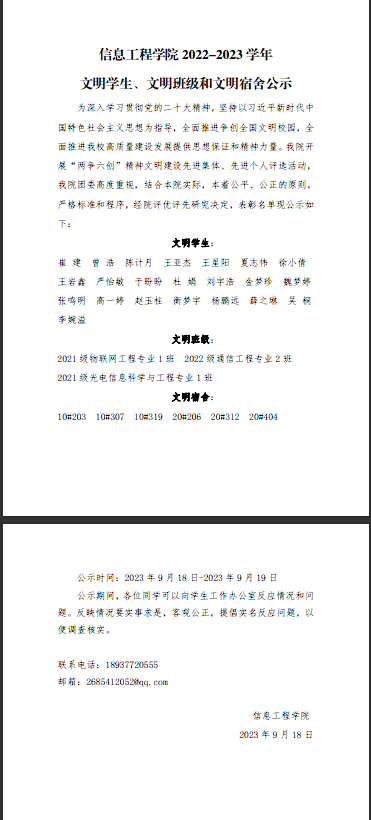 信息工程学院 2022-2023 学年
文明学生、文明班级和文明宿舍公示
为深入学习贯彻党的二十大精神，坚持以习近平新时代中
国特色社会主义思想为指导，全面推进争创全国文明校园，全
面推进我校高质量建设发展提供思想保证和精神力量。我院开
展“两争六创”精神文明建设先进集体、先进个人评选活动，
我院团委高度重视，结合本院实际，本着公平、公正的原则，
严格标准和程序，经院评优评先研究决定，表彰名单现公示如
下：
文明学生：
崔 建 曾 浩 陈计月 王亚杰 王星阳 夏志伟 徐小倩
王岩鑫 严怡敏 于盼盼 杜 娟 刘宇浩 金梦珍 魏梦婷
张鸣明 高一婷 赵玉柱 衡梦宇 杨鹏远 薛之琳 吴 桐
李婉溢
文明班级：
2021 级物联网工程专业 1 班 2022 级通信工程专业 2 班
2021 级光电信息科学与工程专业 1 班
文明宿舍：
10#203 10#307 10#319 20#206 20#312 20#404
公示时间：2023 年 9 月 18 日-2023 年 9 月 19 日
公示期间，各位同学可以向学生工作办公室反应情况和问
题。反映情况要实事求是，客观公正，提倡实名反应问题，以
便调查核实。
联系电话：18937720555
邮箱：2685412052@qq.com
信息工程学院
2023 年 9 月 18 日